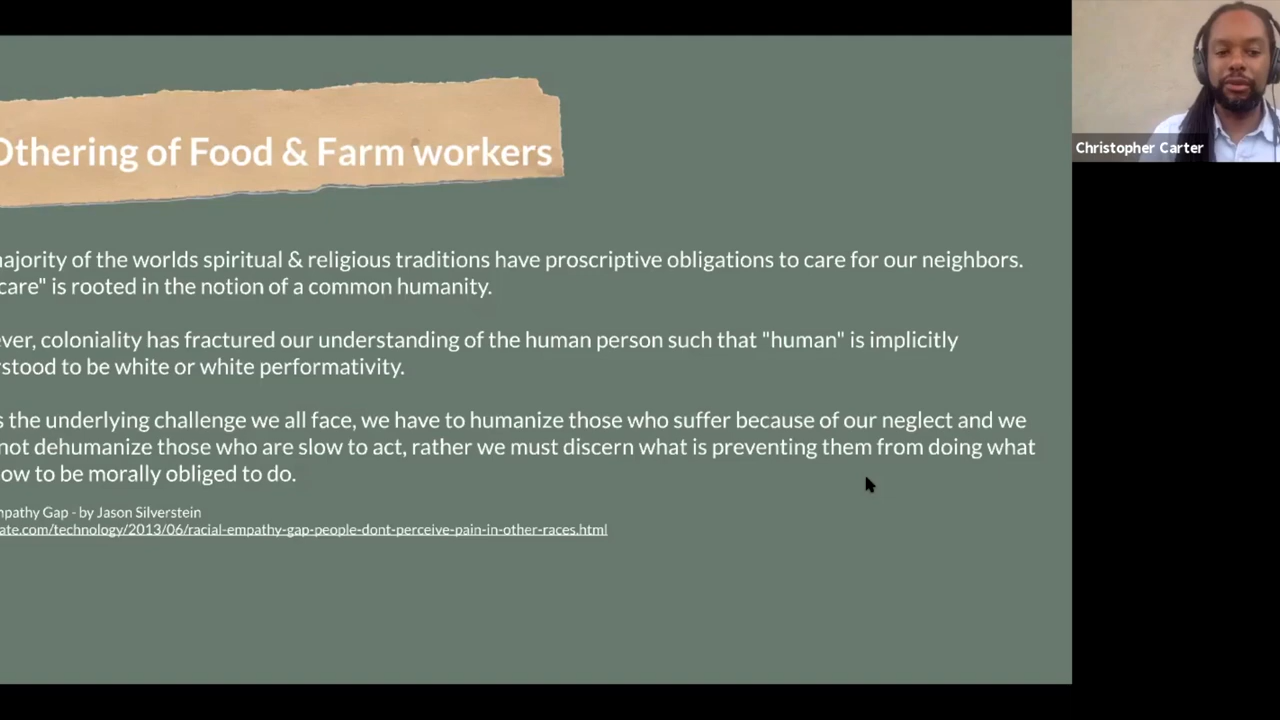 Othering of Food & Farm workers
Christopher Carter
ajority of the worlds spiritual & religious traditions have proscriptive obligations to care for our neighbors.
care" is rooted in the notion of a common humanity.
ver, coloniality has fractured our understanding of the human person such that "human" is implicitly
stood to be white or white performativity.
s the underlying challenge we all face, we have to humanize those who suffer because of our neglect and we
not dehumanize those who are slow to act, rather we must discern what is preventing them from doing what
ow to be morally obliged to do.
mpathy Gap - by Jason Silverstein
ate.com/technology/2013/06/racial-empathy-gap-people-dont-perceive-pain-in-other-races.html